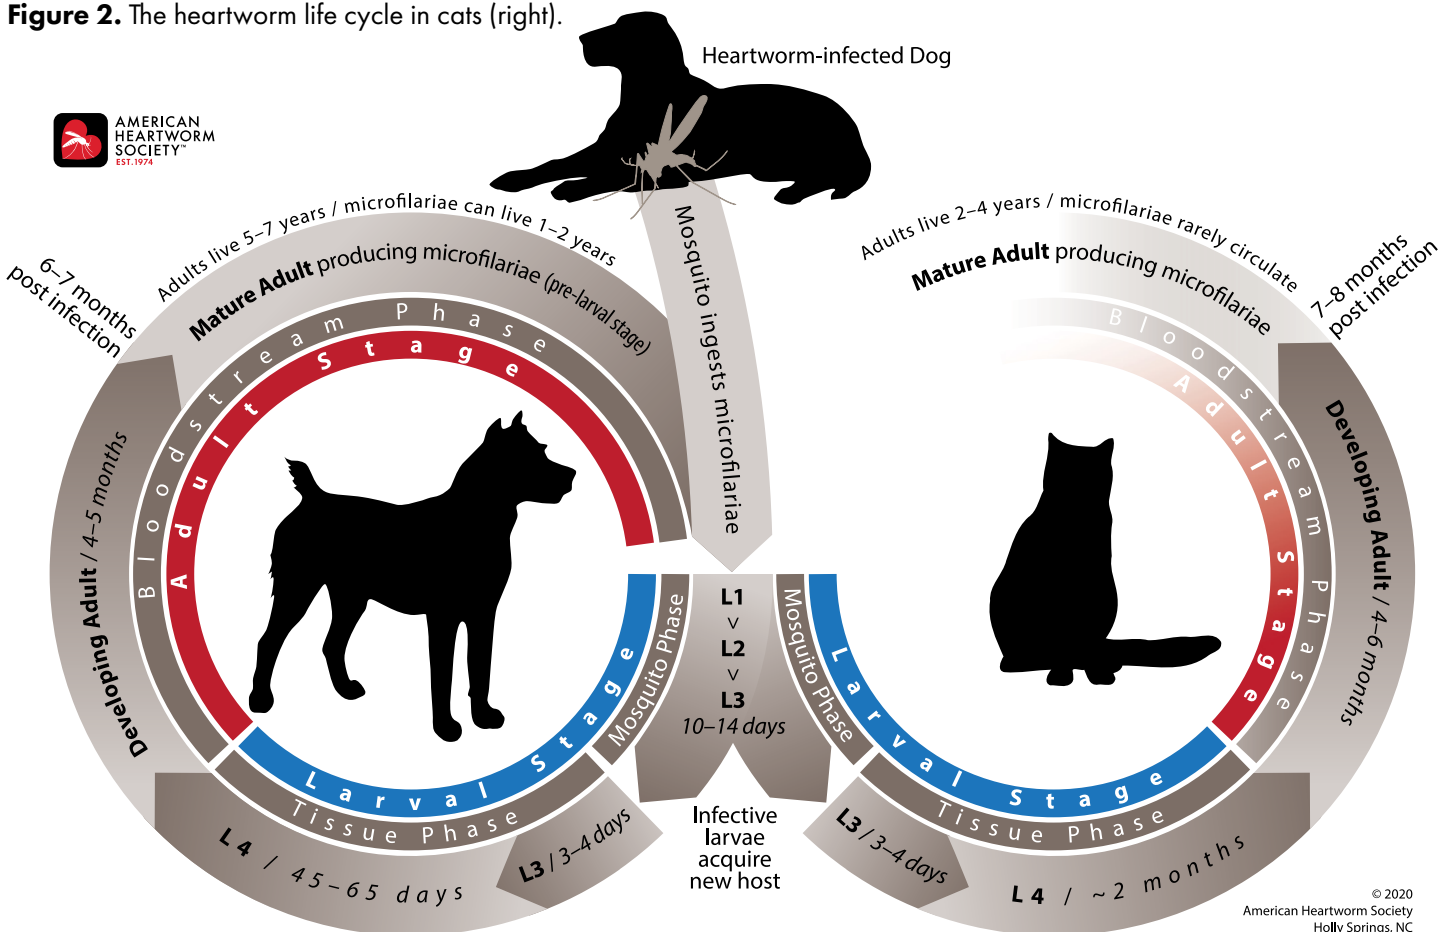 Figure 2. The heartworm life cycle in cats (right).
Heartworm-infected Dog
AMERICAN
HEARTWORM
SOCIETY™
EST.1974
Adults live 5–7 years / microfilariae can live 1–2 years
Mature Adult producing microfilariae (pre-larval stage)
6–7 months
post infection
Bloodstream Phase
Adult Stage
Developing Adult / 4–5 months
Mosquito ingests microfilariae
Adults live 2–4 years / microfilariae rarely circulate
Mature Adult producing microfilariae
7–8 months
post infection
Bloodstream Phase
Adult Stage
Developing Adult / 4–6 months
L1
v
L2
v
L3
10–14 days
Mosquito Phase
Mosquito Phase
Larval Stage
Tissue Phase
L3 / 3–4 days
L 4 / 45–65 days
Infective
larvae
acquire
new host
Larval Stage
Tissue Phase
L3 / 3–4 days
L 4 / ~2 months
© 2020
American Heartworm Society
Holly Springs, NC